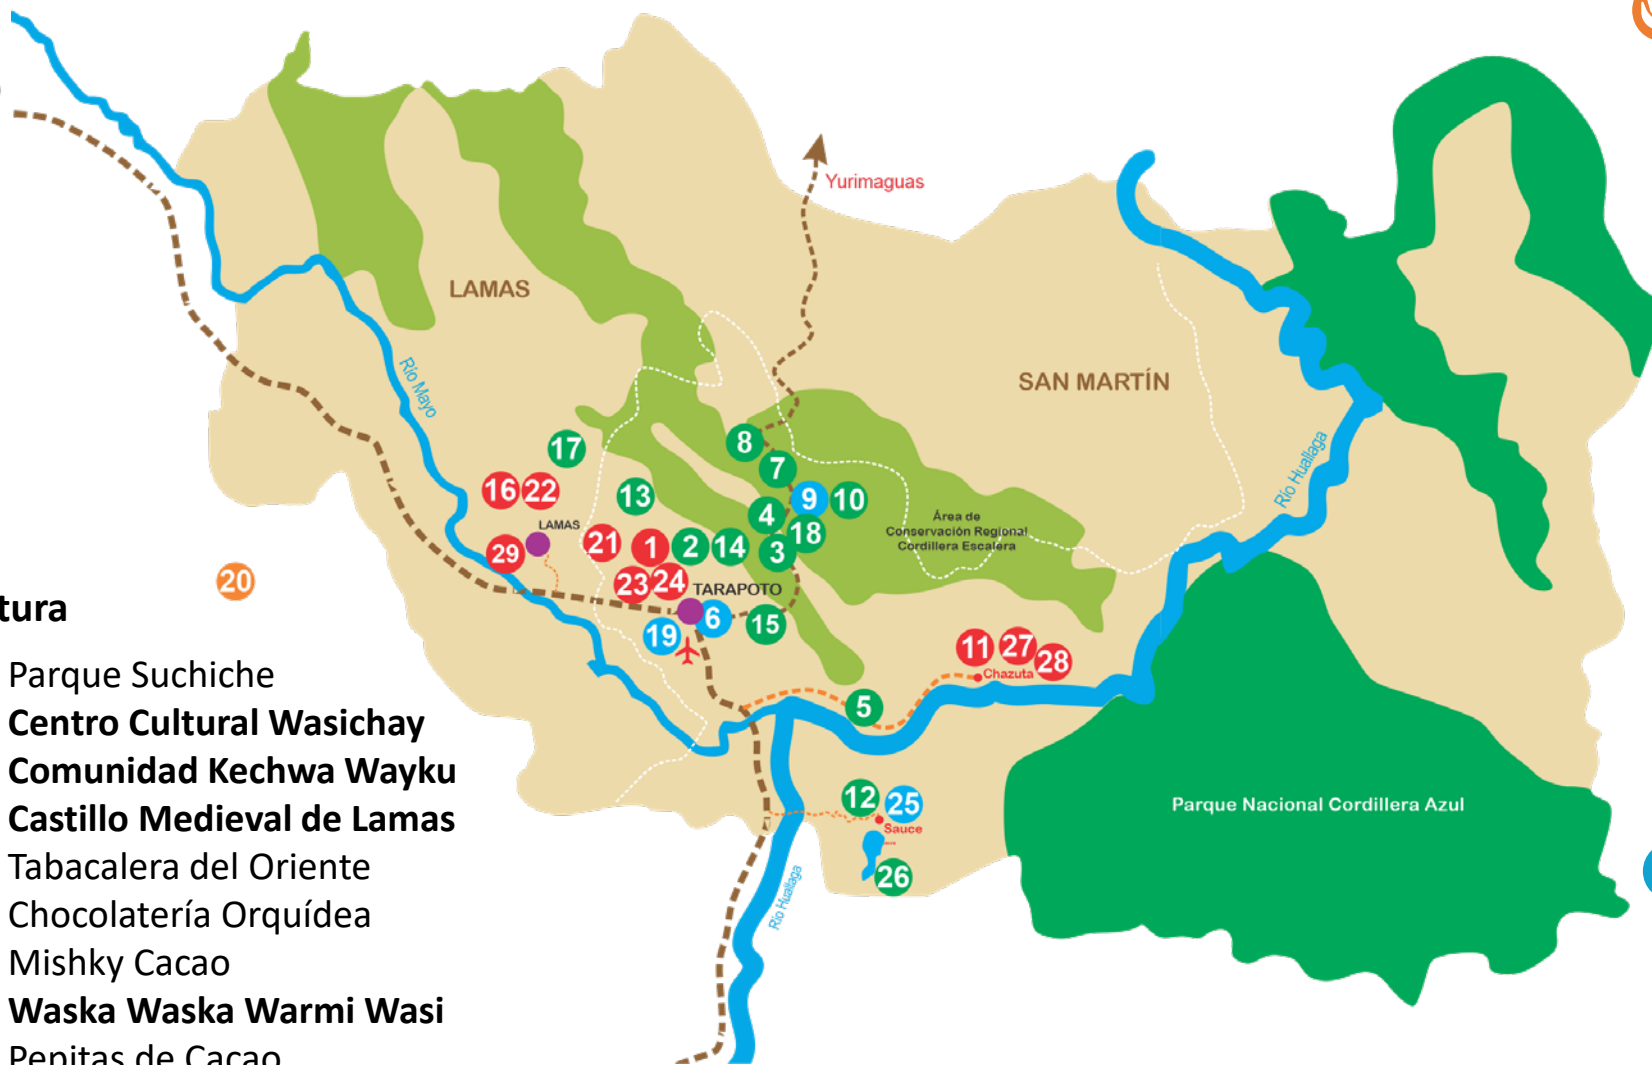 Yurimaguas
LAMAS
Rio Mayo
SAN MARTÍN
Rio Huallaga
8
17
7
16 22
13
9 10
4
Área de
Conservación Regional
Cordillera Escalera
LAMAS
18
29
21 1 2 14 3
20
23 24
TARAPOTO
19 6 15
11 27 28
Chazuta
5
12 25
Sauce
26
Rio Huallaga
Parque Nacional Cordillera Azul
tura
Parque Suchiche
Centro Cultural Wasichay
Comunidad Kechwa Wayku
Castillo Medieval de Lamas
Tabacalera del Oriente
Chocolatería Orquídea
Mishky Cacao
Waska Waska Warmi Wasi
Pepitas de Cacao